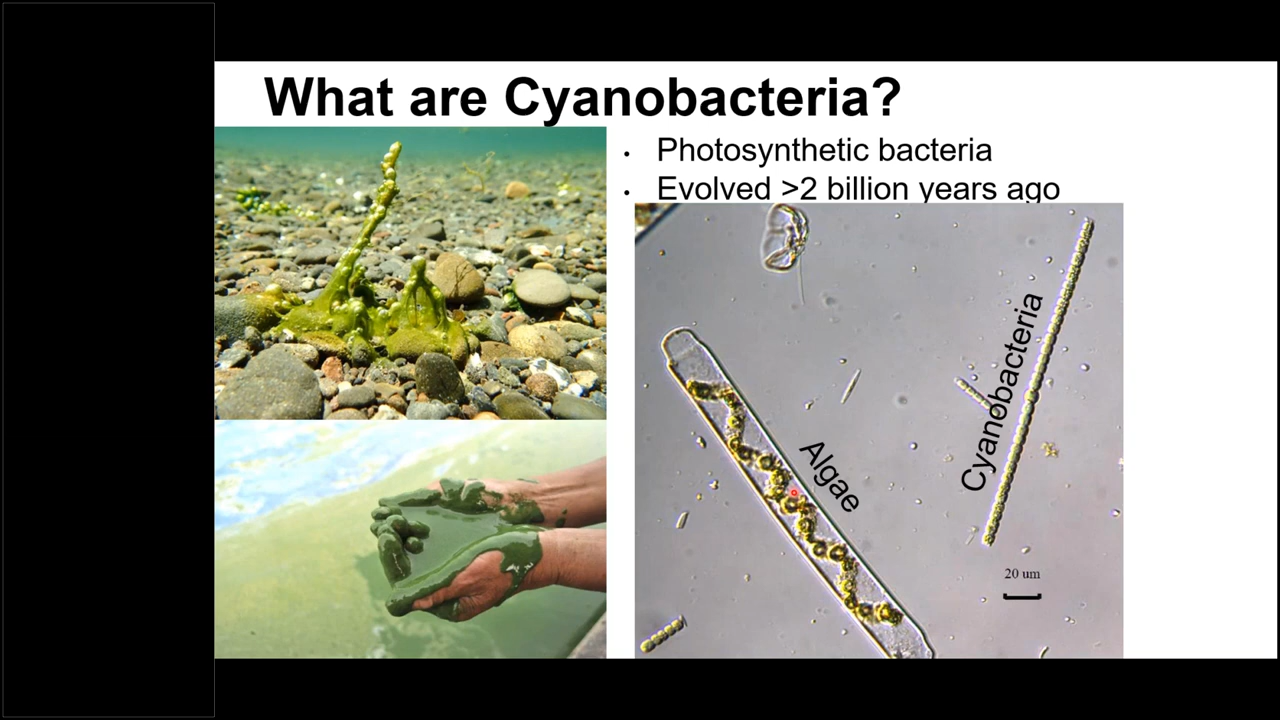 What are Cyanobacteria?
• Photosynthetic bacteria
• Evolved >2 billion years ago
Cyanobacteria
Algae
20 um